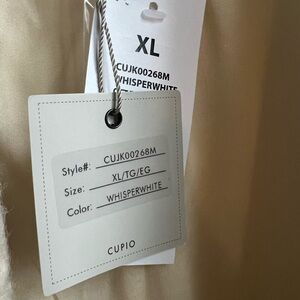 XL
CUJK00268M
WHISPERWHITE
Style#: CUJK00268M
Size: XL/TG/EG
Color: WHISPERWHITE
CUPIO